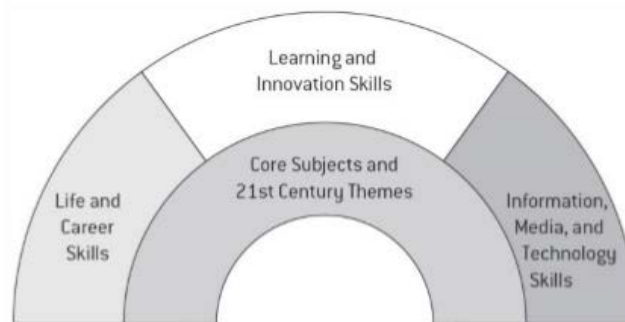 Learning and
Innovation Skills
Core Subjects and
21st Century Themes
Life and
Career
Skills
Information,
Media, and
Technology
Skills